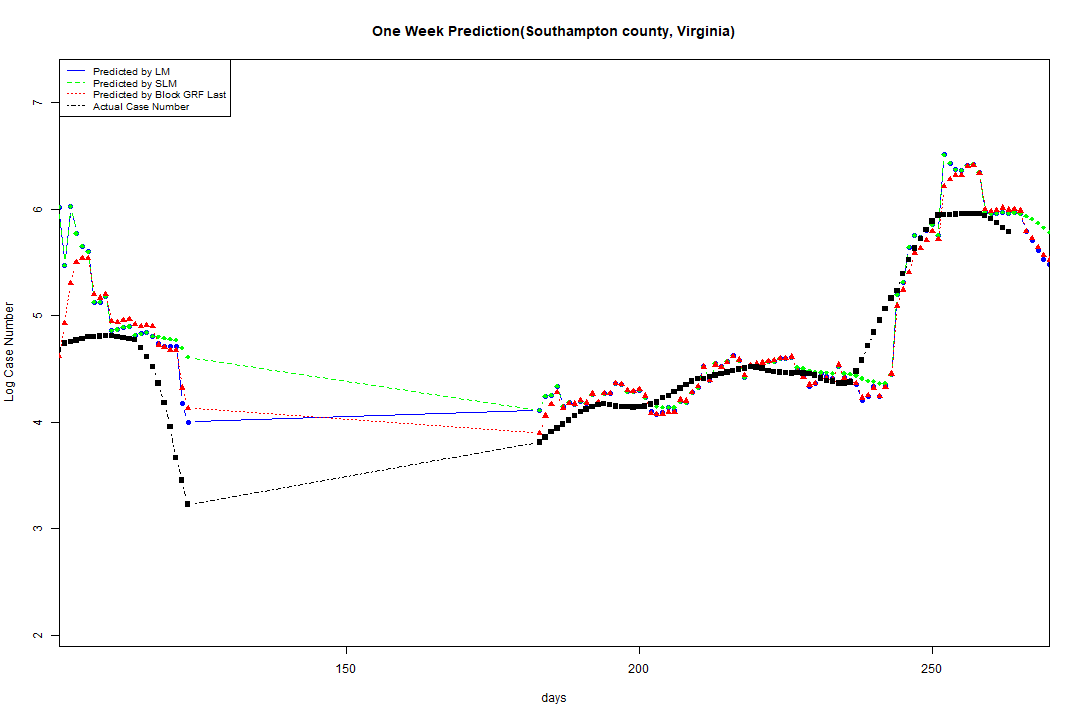 One Week Prediction(Southampton county, Virginia)
Predicted by LM
Predicted by SLM
Predicted by Block GRF Last
Actual Case Number
7
6
5
4
3
2
Log Case Number
150
200
250
days